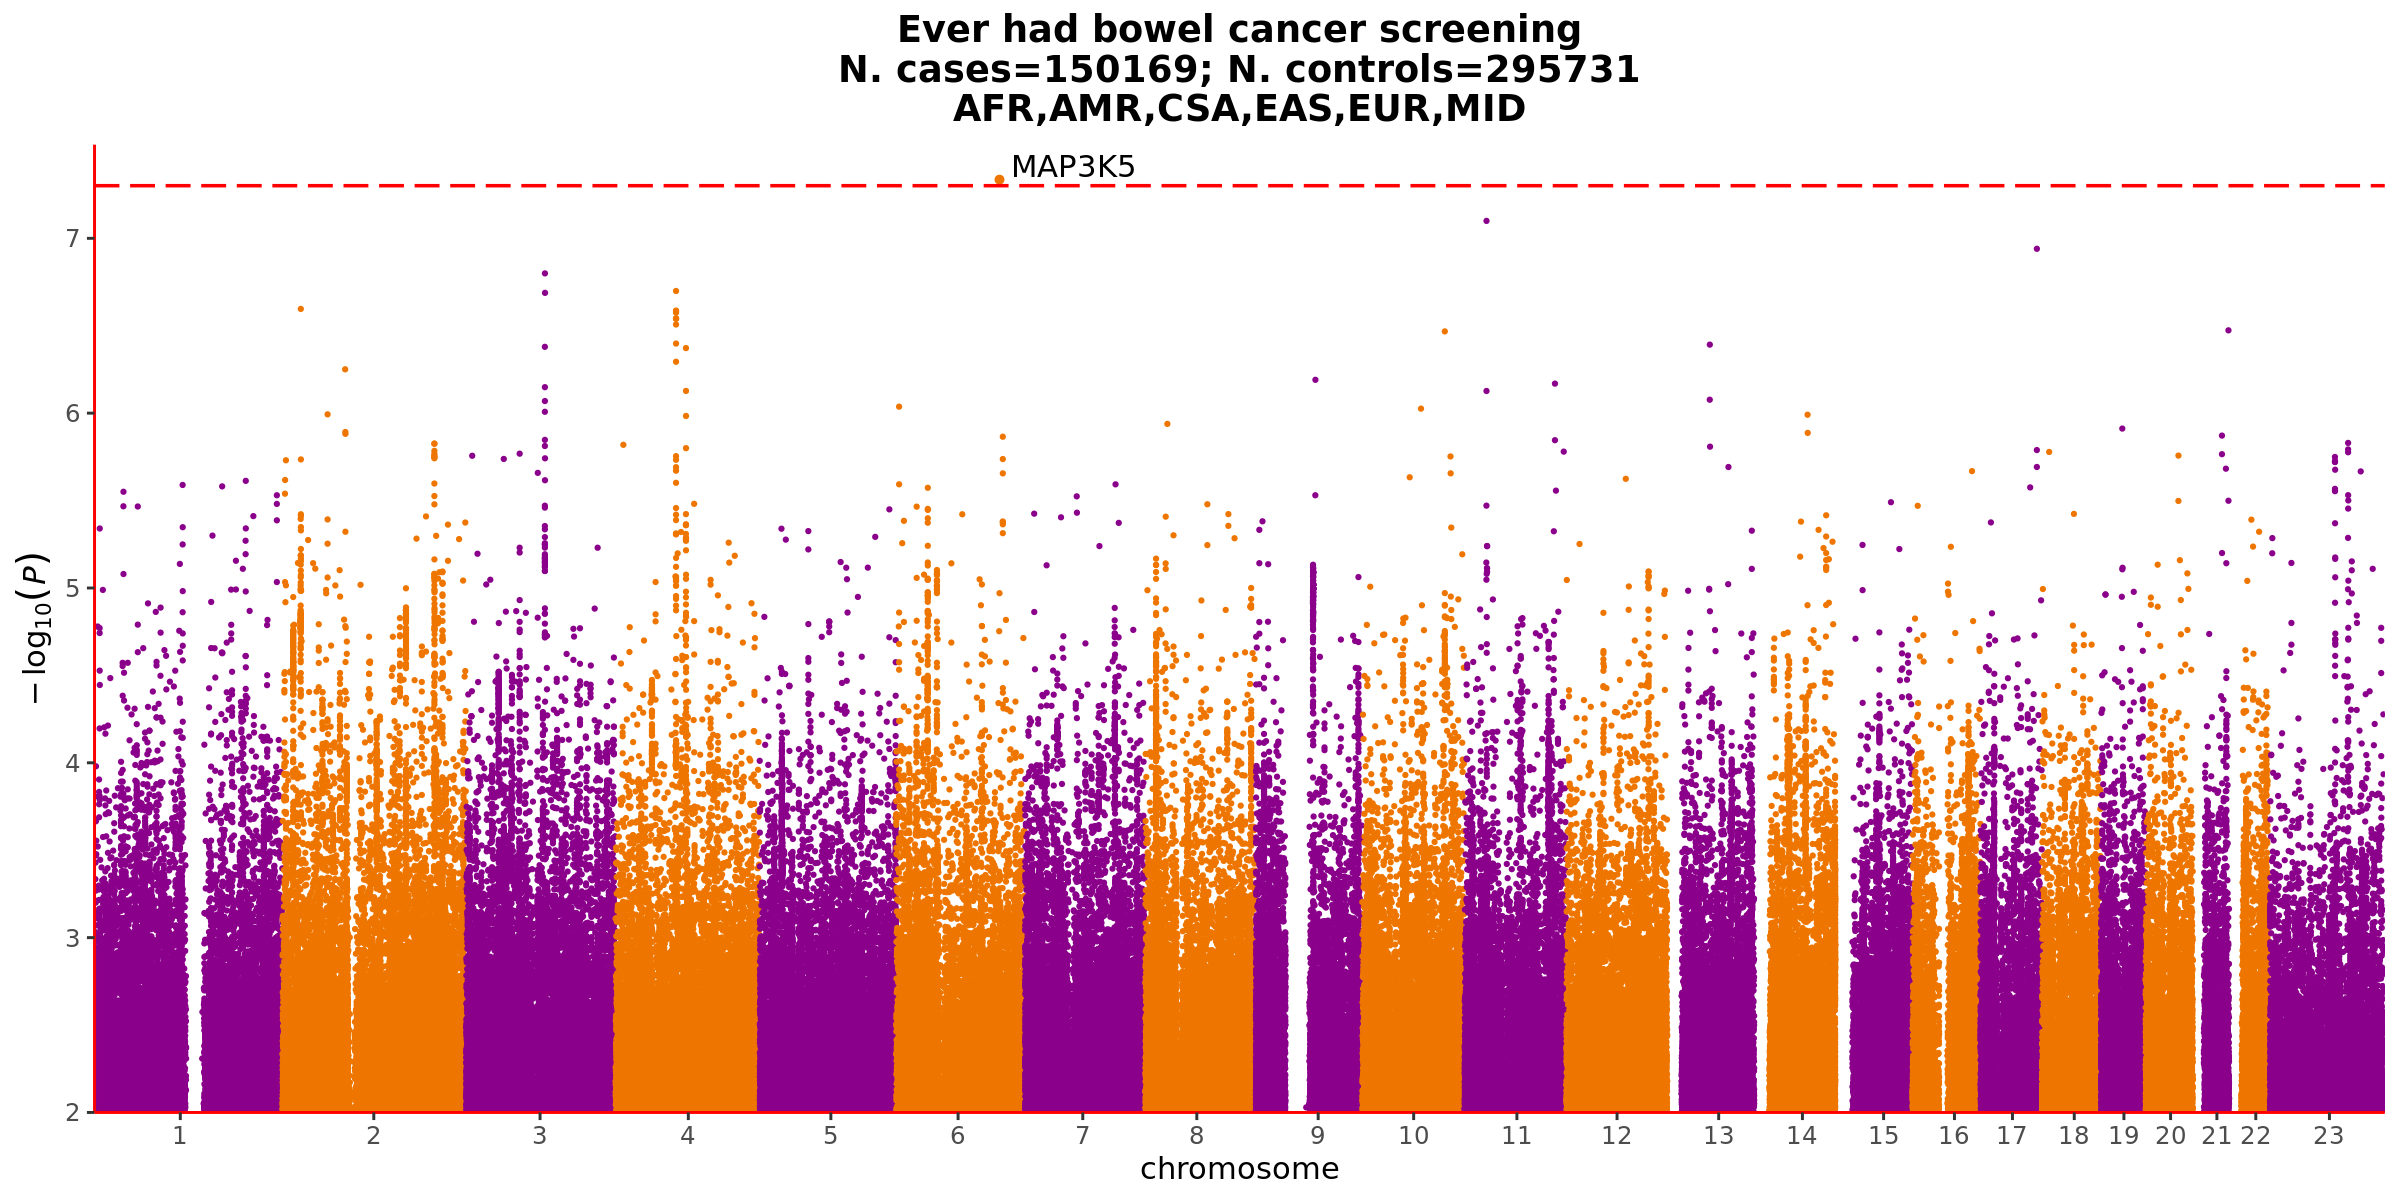 Ever had bowel cancer screening
N. cases=150169; N. controls=295731
AFR,AMR,CSA,EAS,EUR,MID
MAP3K5
7
6
5
4
3
2
−log10(P)
1 2 3 4 5 6 7 8 9 10 11 12 13 14 15 16 17 18 19 20 21 22 23
chromosome